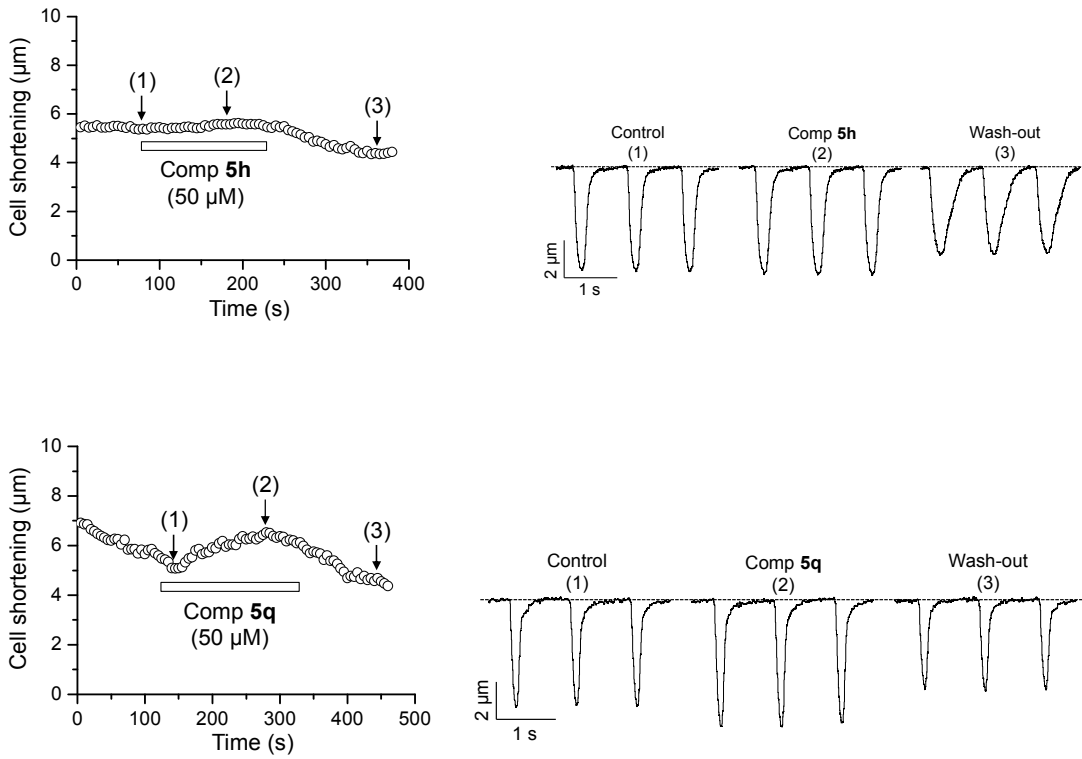 10
8
6
4
2
0
Cell shortening (µm)
(1)
(2)
(3)
Comp 5h
(50 µM)
0 100 200 300 400
Time (s)
Control
(1)
Comp 5h
(2)
Wash-out
(3)
2 µm
1 s
10
8
6
4
2
0
Cell shortening (µm)
(1)
(2)
(3)
Comp 5q
(50 µM)
0 100 200 300 400 500
Time (s)
Control
(1)
Comp 5q
(2)
Wash-out
(3)
2 µm
1 s